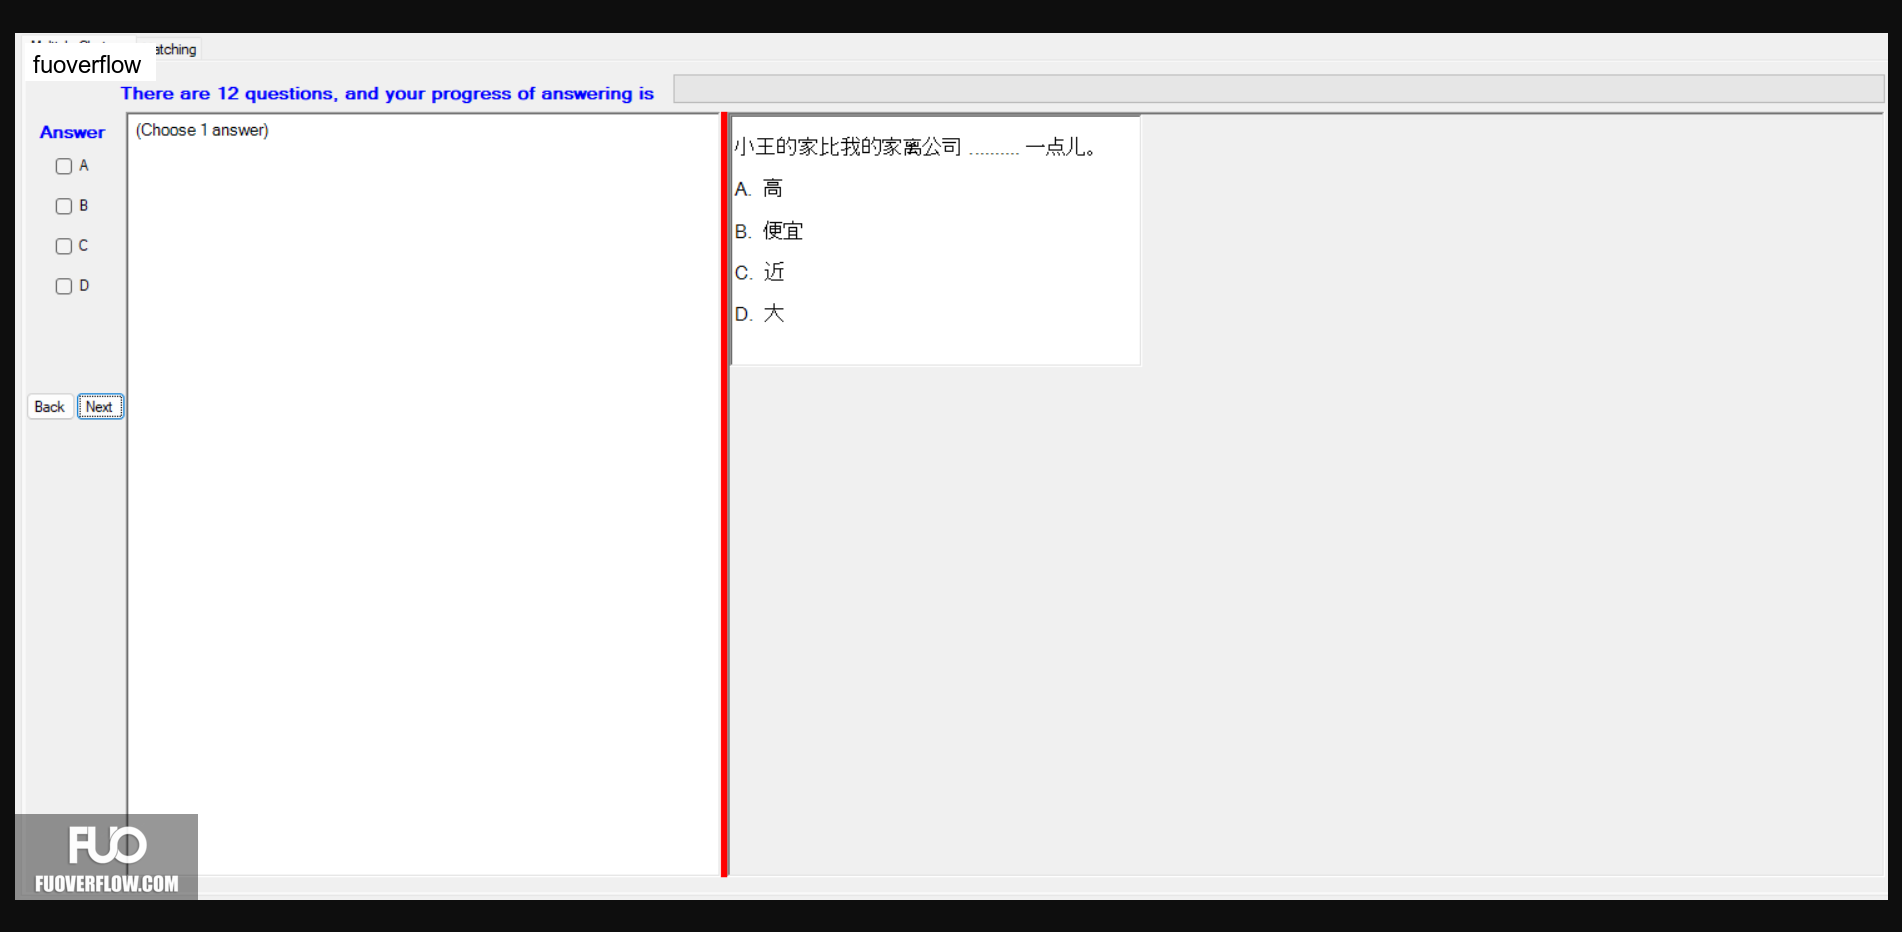 atching
fuoverflow
There are 12 questions, and your progress of answering is
Answer
(Choose 1 answer)
A
B
C
D
Back
Next
小王的家比我的家离公司 ......... 一点儿。
A. 高
B. 便宜
C. 近
D. 大
FUO
FUOVERFLOW.COM